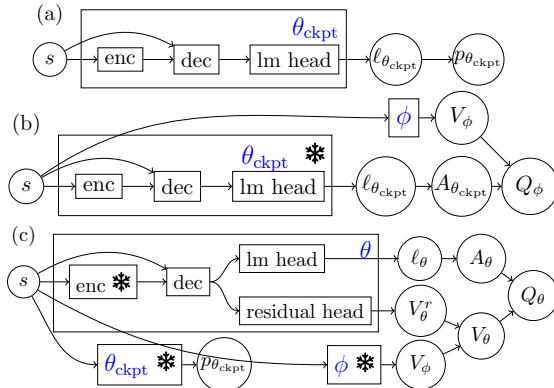 (a)
θ_ckpt
s enc dec lm head ℓ_θckpt p_θckpt
ϕ V_ϕ
(b)
θ_ckpt
s enc dec lm head ℓ_θckpt A_θckpt Q_ϕ
(c)
lm head θ ℓ_θ A_θ
s enc dec Q_θ
residual head V_θ^r V_θ
θ_ckpt p_θckpt ϕ V_ϕ